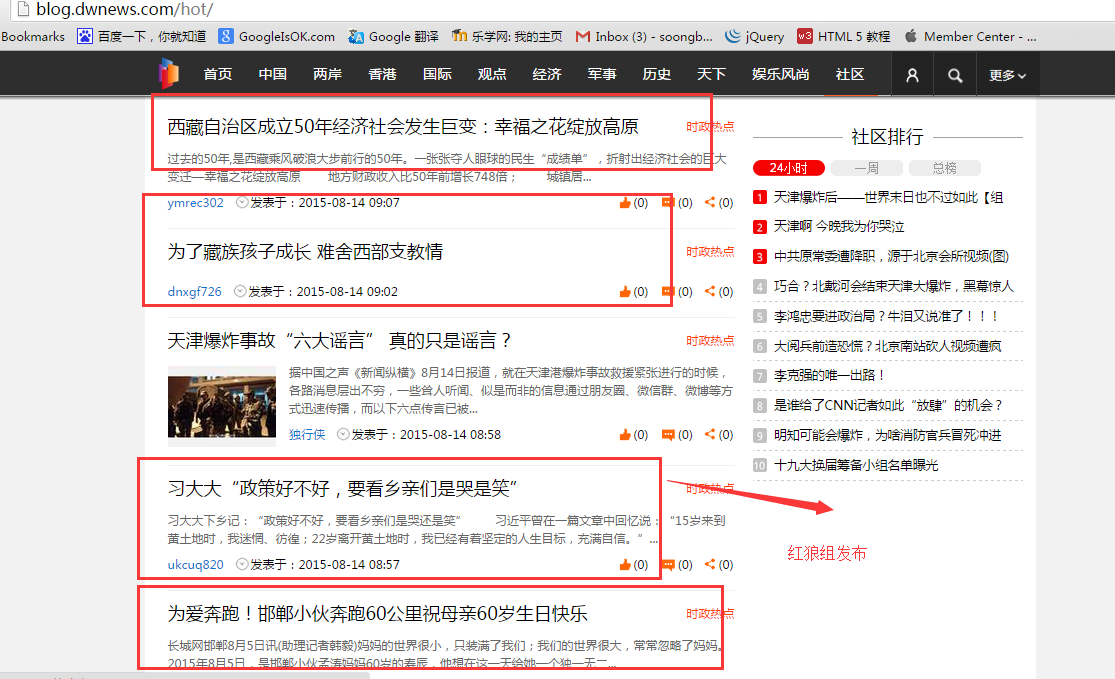 blog.dwnews.com/hot/
Bookmarks 百度一下，你就知道 GoogleIsOK.com Google 翻译 乐学网: 我的主页 Inbox (3) - soongb... jQuery HTML 5 教程 Member Center - ...
首页 中国 两岸 香港 国际 观点 经济 军事 历史 天下 娱乐风尚 社区 更多
西藏自治区成立50年经济社会发生巨变：幸福之花绽放高原 时政热点
过去的50年,是西藏乘风破浪大步前行的50年。一张张夺人眼球的民生“成绩单”，折射出经济社会的巨大
变迁—幸福之花绽放高原 地方财政收入比50年前增长748倍； 城镇居...
ymrec302 发表于：2015-08-14 09:07 (0) (0) (0)
为了藏族孩子成长 难舍西部支教情 时政热点
dnxgf726 发表于：2015-08-14 09:02 (0) (0) (0)
天津爆炸事故“六大谣言” 真的只是谣言？ 时政热点
据中国之声《新闻纵横》8月14日报道，就在天津港爆炸事故救援紧张进行的时候，
各路消息层出不穷，一些耸人听闻、似是而非的信息通过朋友圈、微信群、微博等方
式迅速传播，而以下六点传言已被...
独行侠 发表于：2015-08-14 08:58 (0) (0) (0)
习大大“政策好不好，要看乡亲们是哭是笑” 时政热点
习大大下乡记：“政策好不好，要看乡亲们是哭还是笑” 习近平曾在一篇文章中回忆说：“15岁来到
黄土地时，我迷惘、彷徨；22岁离开黄土地时，我已经有着坚定的人生目标，充满自信。”...
ukcuq820 发表于：2015-08-14 08:57 (0) (0) (0)
为爱奔跑！邯郸小伙奔跑60公里祝母亲60岁生日快乐 时政热点
长城网邯郸8月5日讯(助理记者韩毅)妈妈的世界很小，只装满了我们；我们的世界很大，常常忽略了妈妈。
2015年8月5日，是邯郸小伙孟涛妈妈60岁的寿辰，他想在这一天给她一个独一无二...
社区排行
24小时 一周 总榜
1 天津爆炸后——世界末日也不过如此【组
2 天津啊 今晚我为你哭泣
3 中共原常委遭降职，源于北京会所视频(图)
4 巧合？北戴河会结束天津大爆炸，黑幕惊人
5 李鸿忠要进政治局？牛泪又说准了！！！
6 大阅兵前造恐慌？北京南站砍人视频遭疯
7 李克强的唯一出路！
8 是谁给了CNN记者如此“放肆”的机会？
9 明知可能会爆炸，为啥消防官兵冒死冲进
10 十九大换届筹备小组名单曝光
红狼组发布